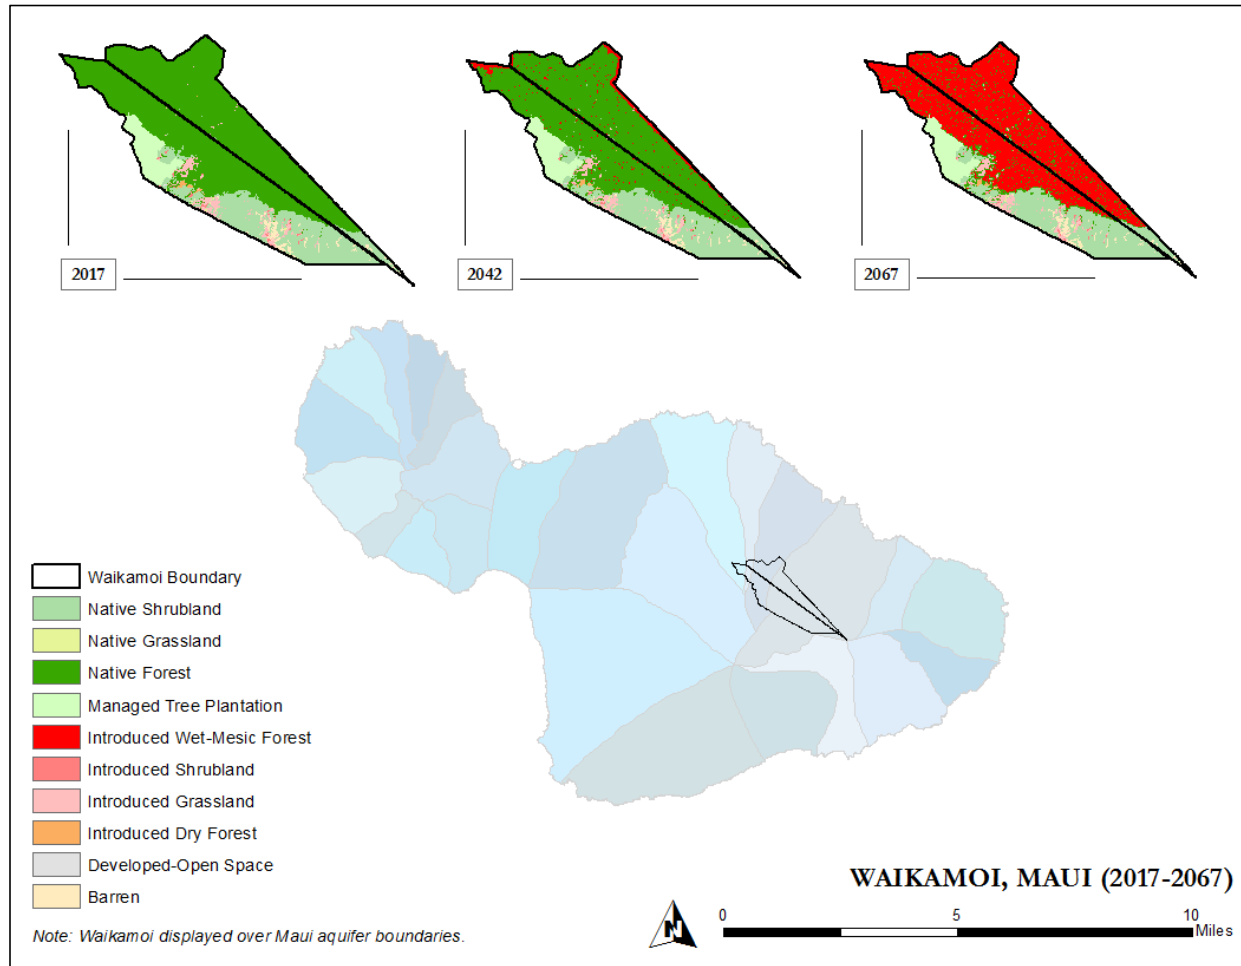 2017
2042
2067
Waikamoi Boundary
Native Shrubland
Native Grassland
Native Forest
Managed Tree Plantation
Introduced Wet-Mesic Forest
Introduced Shrubland
Introduced Grassland
Introduced Dry Forest
Developed-Open Space
Barren
Note: Waikamoi displayed over Maui aquifer boundaries.
WAIKAMOI, MAUI (2017-2067)
N
0 5 10
Miles